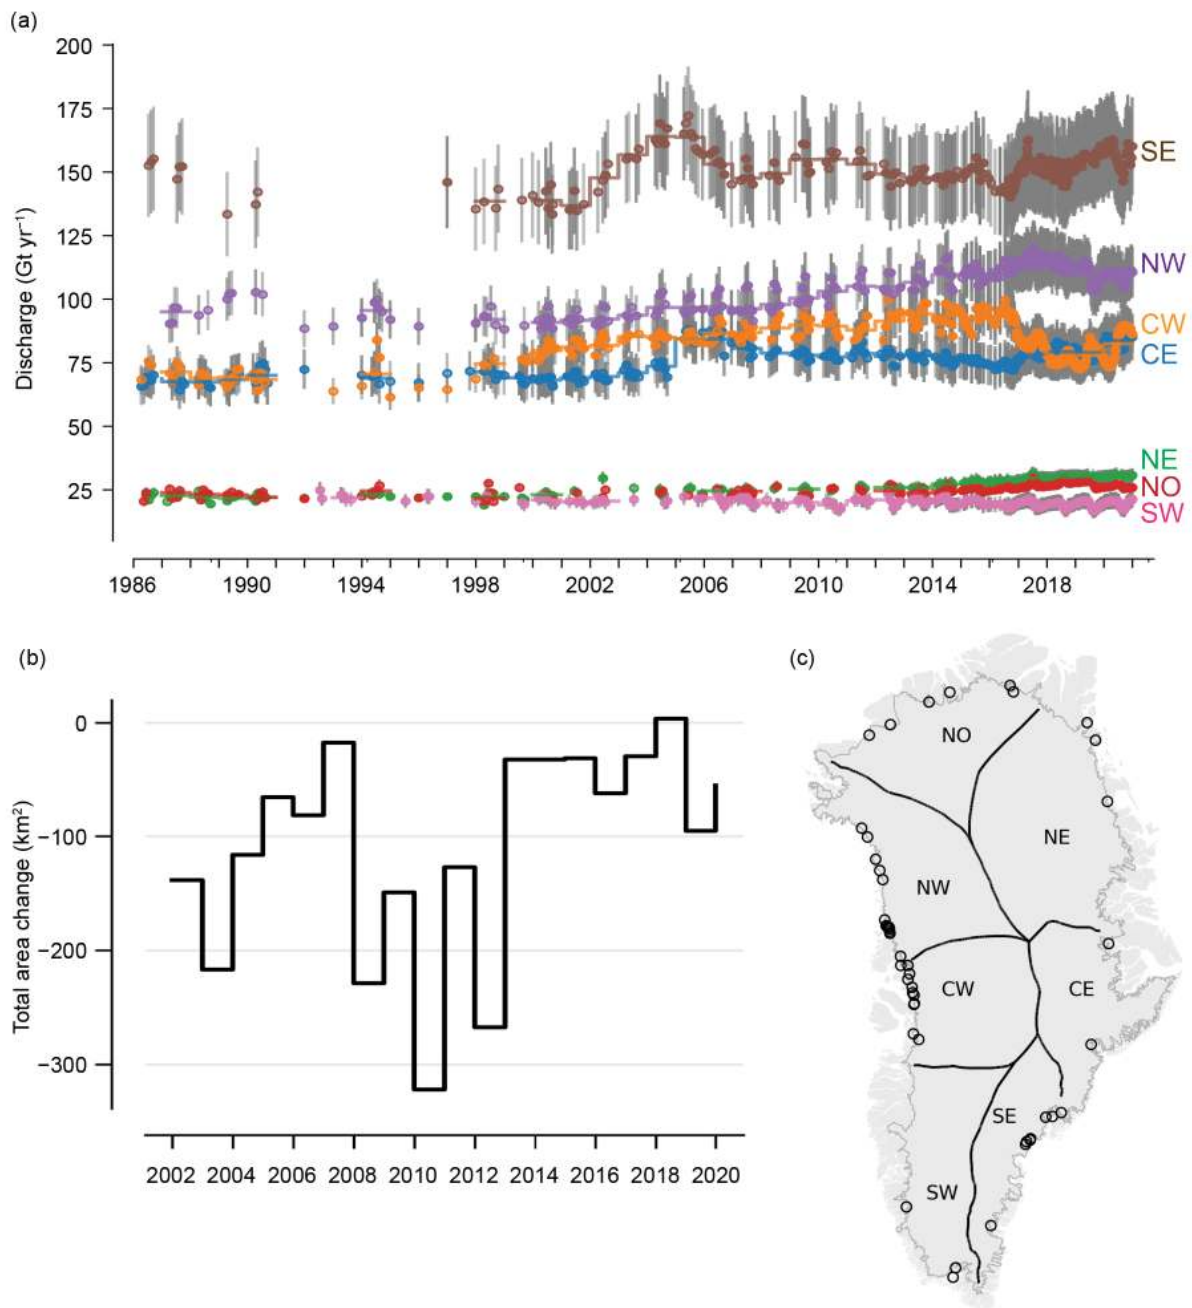 (a)
200
175
150
125
100
75
50
25
Discharge (Gt yr⁻¹)
SE
NW
CW
CE
NE
NO
SW
1986 1990 1994 1998 2002 2006 2010 2014 2018
(b)
0
−100
−200
−300
Total area change (km²)
2002 2004 2006 2008 2010 2012 2014 2016 2018 2020
(c)
NO
NE
NW
CW
CE
SE
SW